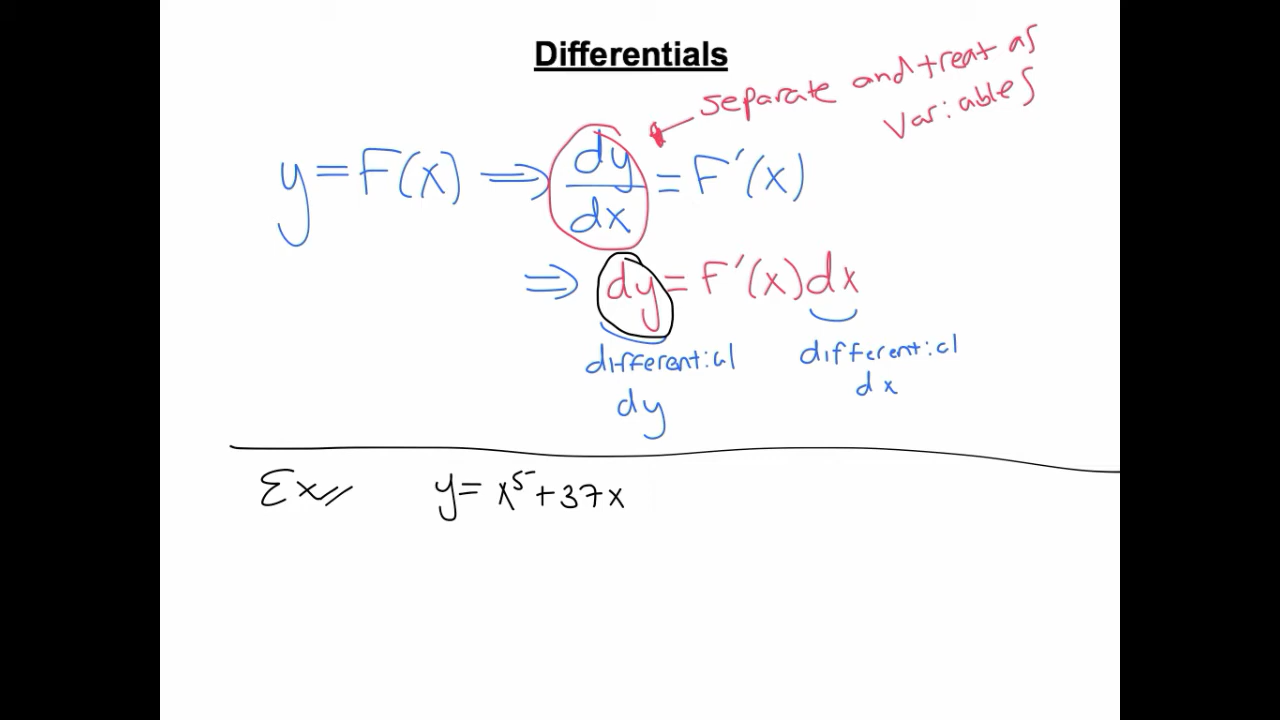 Differentials
separate and treat as
variables
y = F(x) ⟹ dy/dx = F′(x)
⟹ dy = F′(x) dx
differential differential
dy dx
Ex// y = x⁵ + 37x